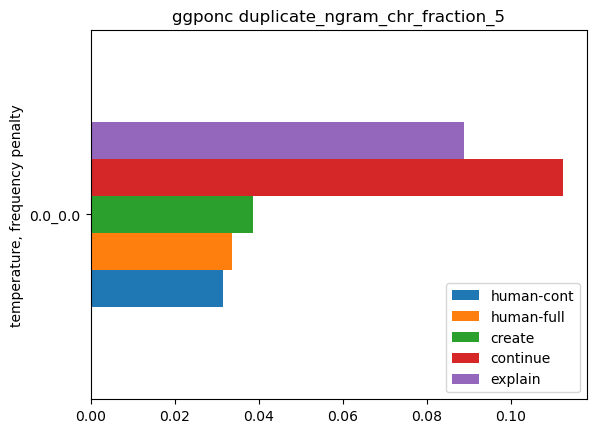 ggponc duplicate_ngram_chr_fraction_5
temperature, frequency penalty
0.0_0.0
human-cont
human-full
create
continue
explain
0.00 0.02 0.04 0.06 0.08 0.10